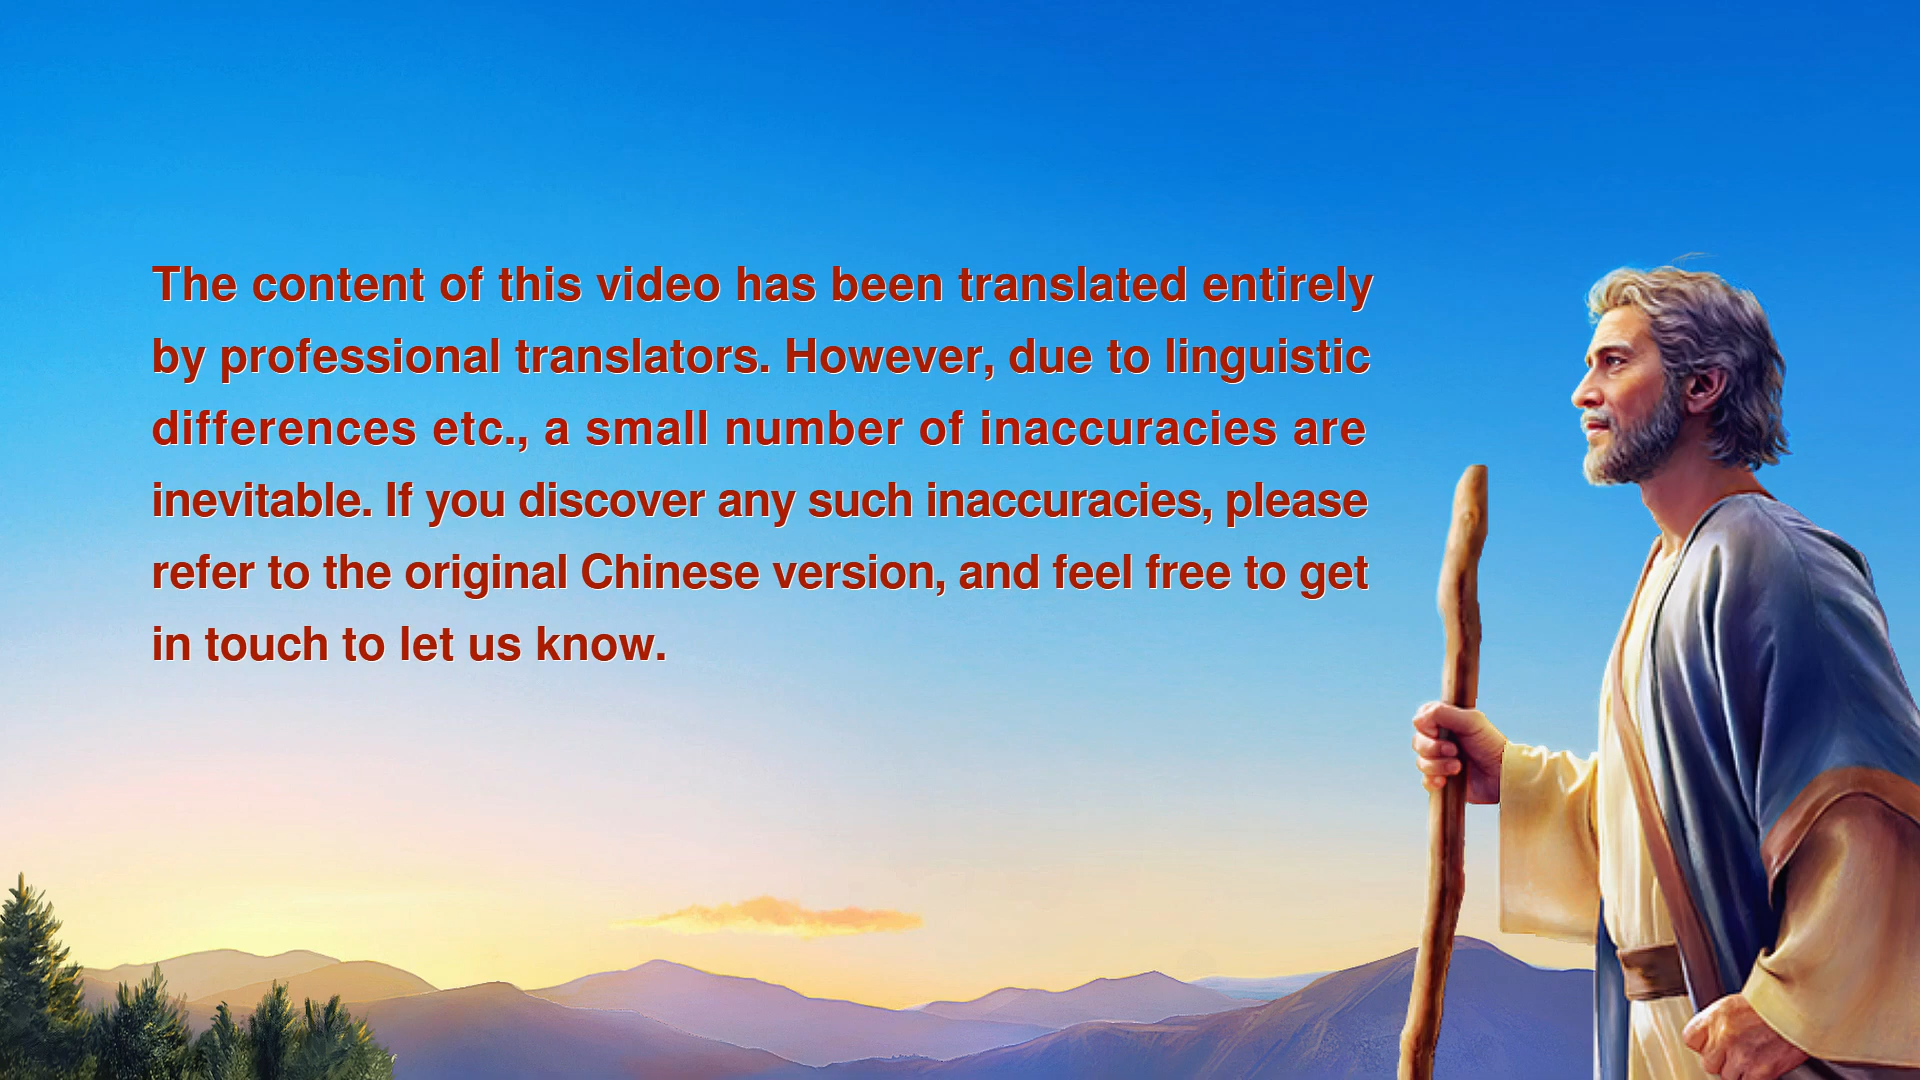 The content of this video has been translated entirely
by professional translators. However, due to linguistic
differences etc., a small number of inaccuracies are
inevitable. If you discover any such inaccuracies, please
refer to the original Chinese version, and feel free to get
in touch to let us know.